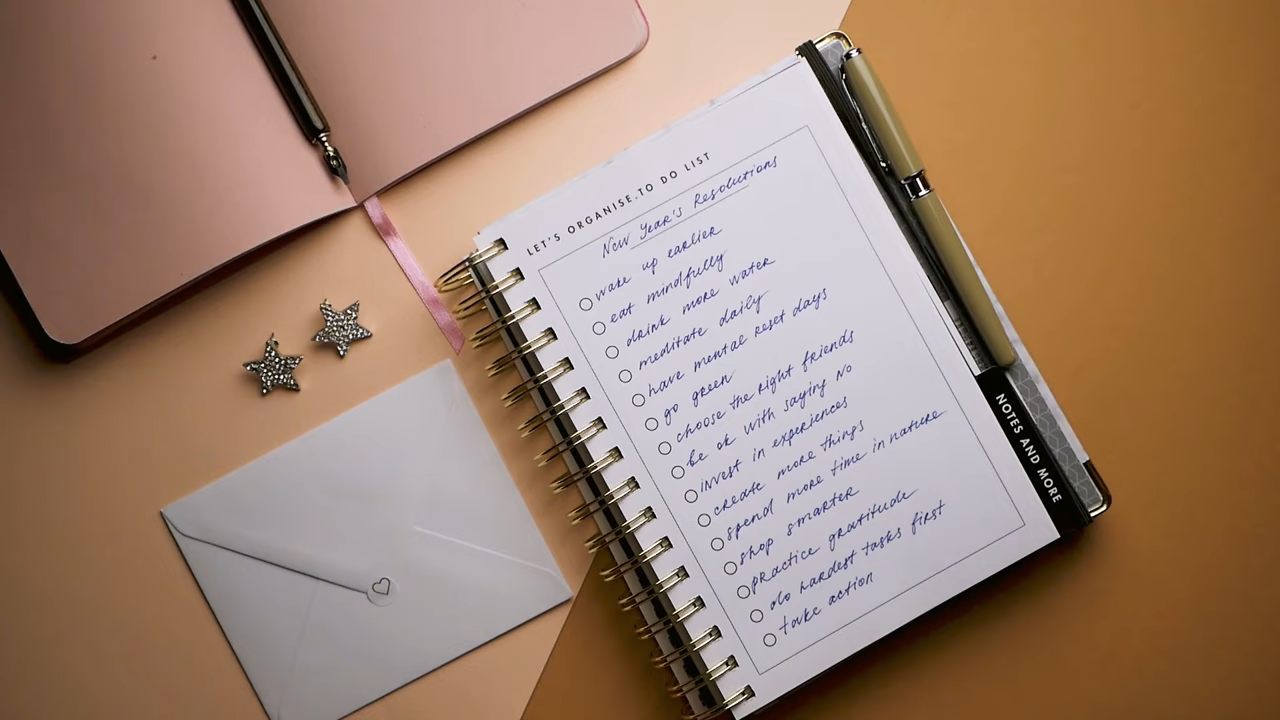 LET'S ORGANISE.TO DO LIST
New Year's Resolutions
wake up earlier
eat mindfully
drink more water
meditate daily
have mental reset days
go green
choose the right friends
be ok with saying NO
invest in experiences
create more things
spend more time in nature
shop smarter
practice gratitude
do hardest tasks first
take action
NOTES AND MORE